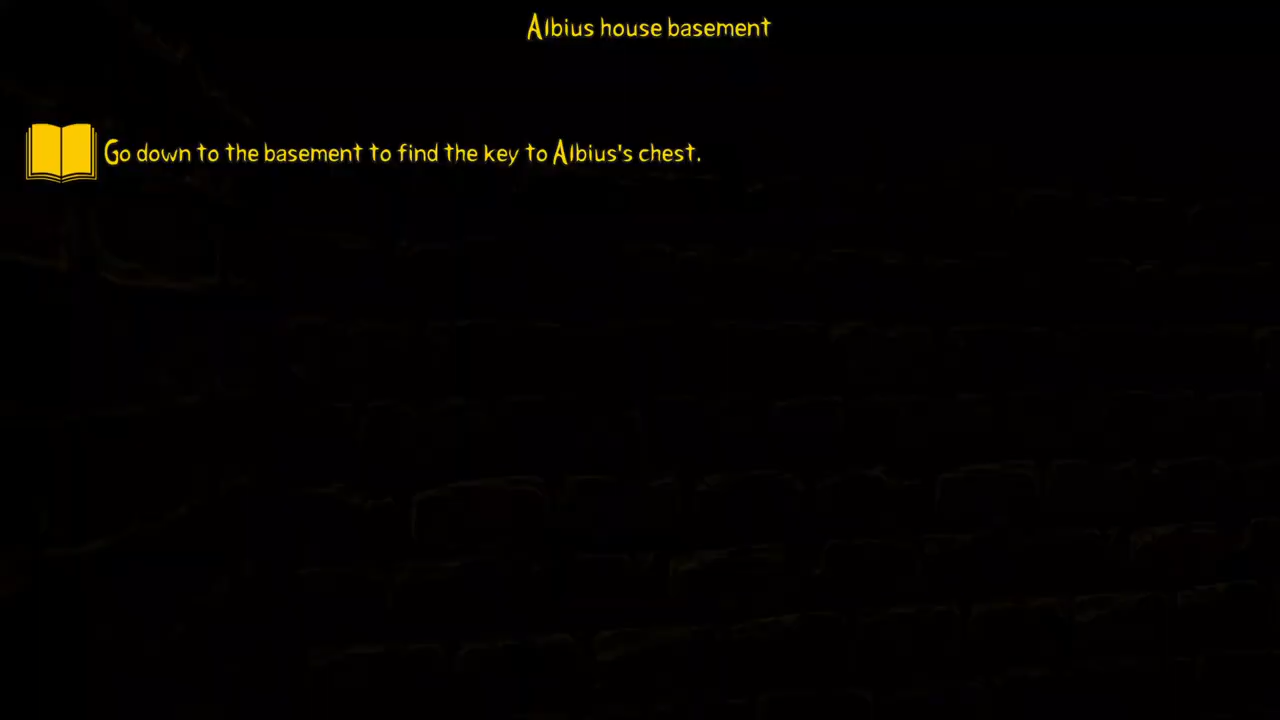 Albius house basement
Go down to the basement to find the key to Albius's chest.